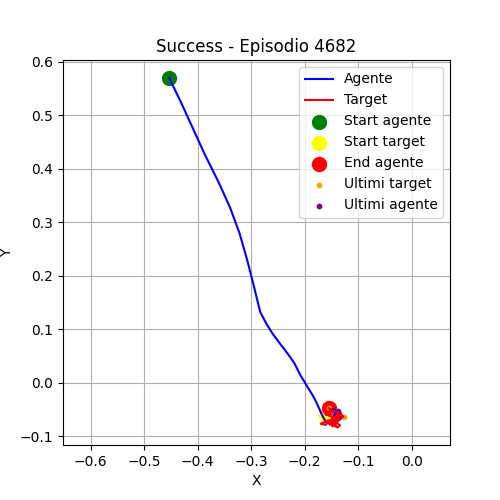 Success - Episodio 4682
0.6
0.5
0.4
0.3
0.2
0.1
0.0
−0.1
Y
Agente
Target
Start agente
Start target
End agente
Ultimi target
Ultimi agente
−0.6 −0.5 −0.4 −0.3 −0.2 −0.1 0.0
X